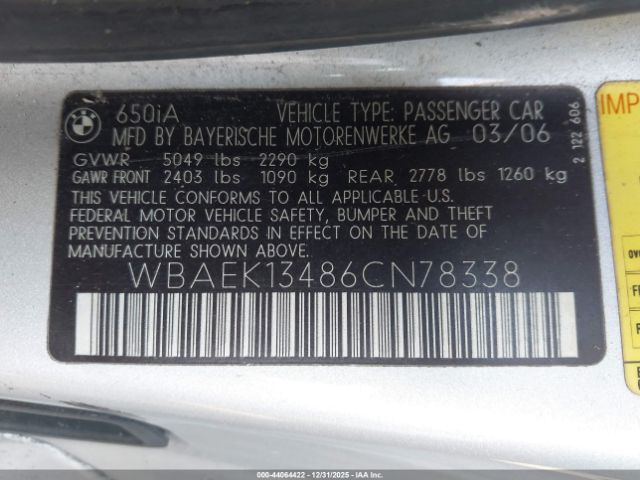 BMW
650iA VEHICLE TYPE: PASSENGER CAR
MFD BY BAYERISCHE MOTORENWERKE AG 03/06
GVWR 5049 lbs 2290 kg
GAWR FRONT 2403 lbs 1090 kg REAR 2778 lbs 1260 kg
THIS VEHICLE CONFORMS TO ALL APPLICABLE U.S.
FEDERAL MOTOR VEHICLE SAFETY, BUMPER AND THEFT
PREVENTION STANDARDS IN EFFECT ON THE DATE OF
MANUFACTURE SHOWN ABOVE.
WBAEK13486CN78338
2 122 606
IMP
000-44064422 - 12/31/2025 - COPYRIGHT IAA, LLC